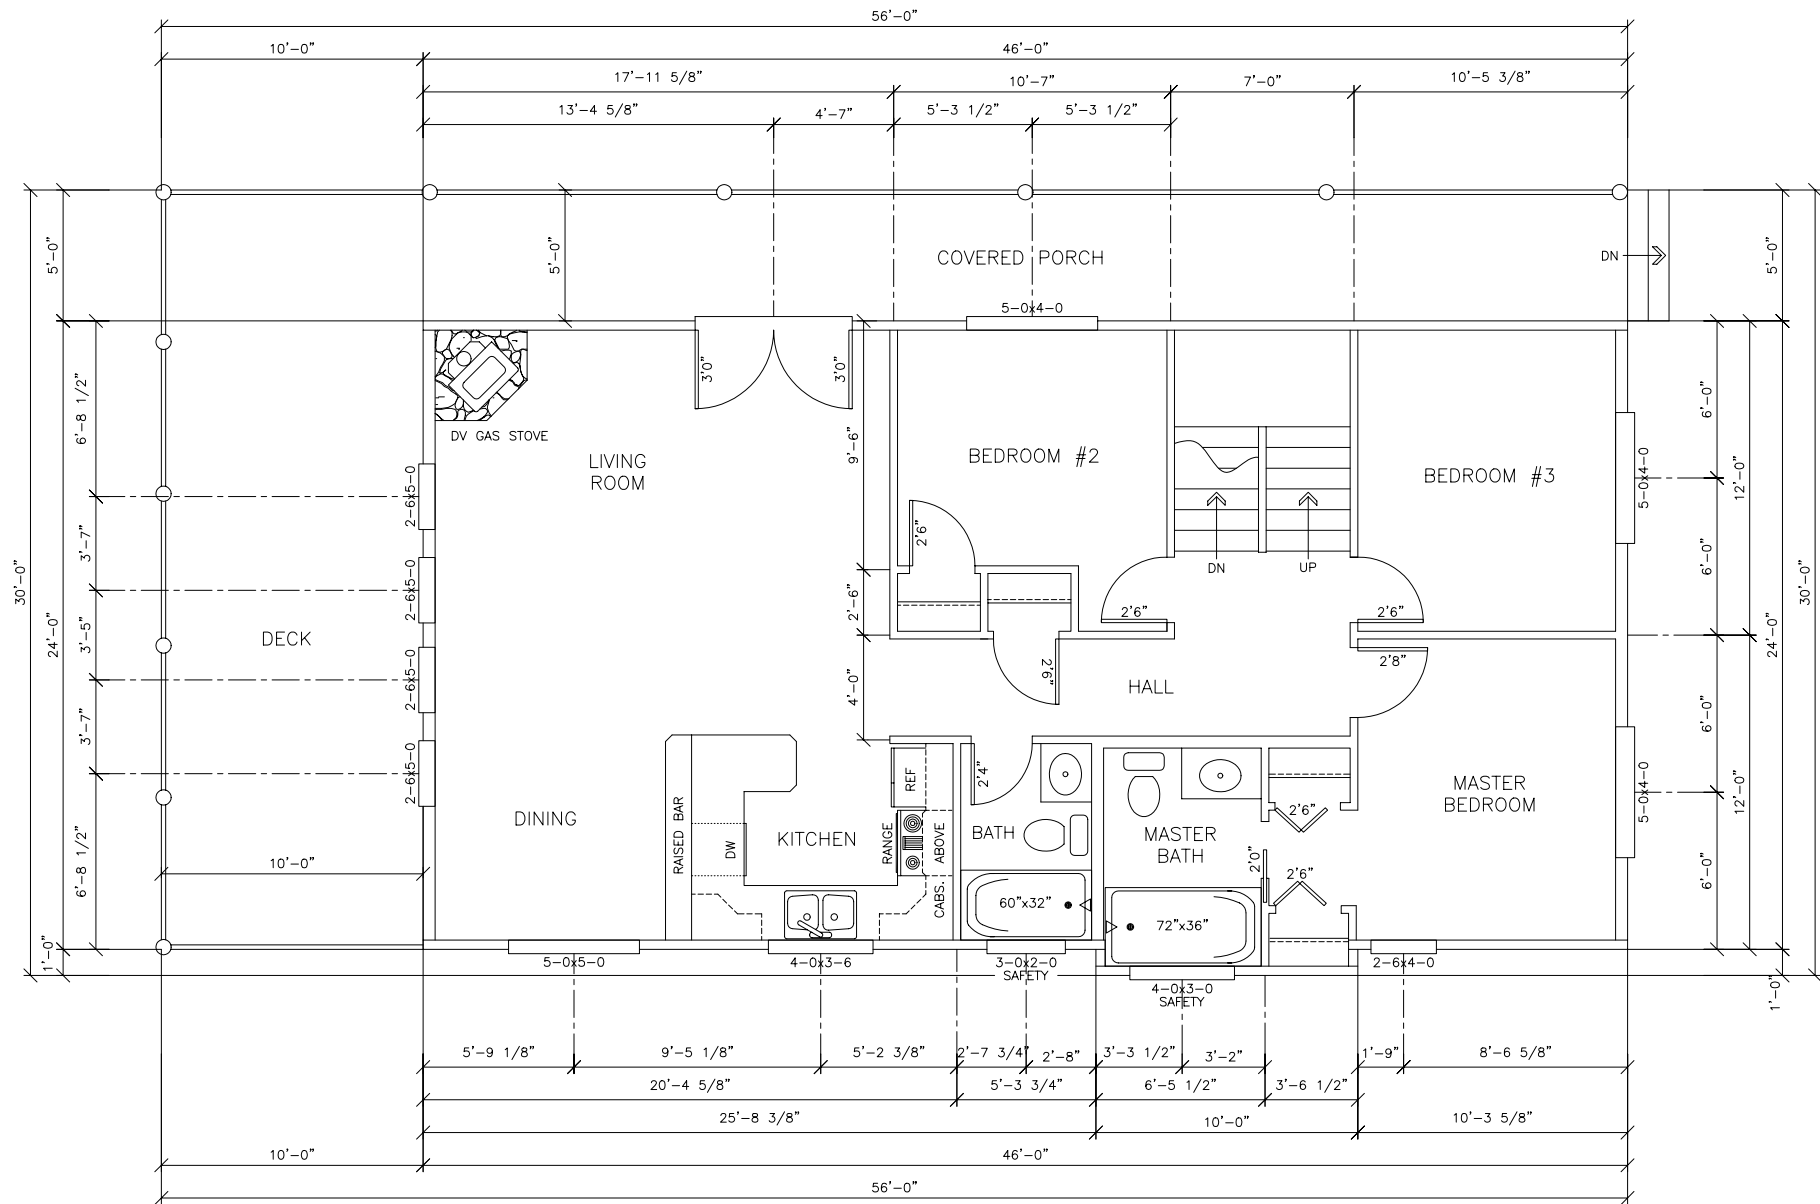 56'-0"
10'-0"
46'-0"
17'-11 5/8"
10'-7"
7'-0"
10'-5 3/8"
13'-4 5/8"
4'-7"
5'-3 1/2"
5'-3 1/2"
5'-0"
5'-0"
COVERED PORCH
DN
5'-0"
5-0x4-0
3'0"
3'0"
DV GAS STOVE
LIVING
ROOM
9'-6"
BEDROOM #2
BEDROOM #3
2'6"
DN
UP
5-0x4-0
6'-0"
12'-0"
6'-0"
6'-8 1/2"
3'-7"
3'-5"
3'-7"
6'-8 1/2"
2-6x5-0
2-6x5-0
2-6x5-0
2-6x5-0
30'-0"
24'-0"
DECK
2'-6"
4'-0"
2'6"
2'6"
2'6"
2'8"
HALL
24'-0"
30'-0"
6'-0"
12'-0"
6'-0"
5-0x4-0
MASTER
BEDROOM
DINING
RAISED BAR
DW
KITCHEN
RANGE
REF
CABS. ABOVE
2'4"
BATH
MASTER
BATH
2'6"
2'0"
2'6"
60"x32"
72"x36"
10'-0"
1'-0"
5-0x5-0
4-0x3-6
3-0x2-0
SAFETY
4-0x3-0
SAFETY
2-6x4-0
1'-0"
5'-9 1/8"
9'-5 1/8"
5'-2 3/8"
2'-7 3/4"
2'-8"
3'-3 1/2"
3'-2"
1'-9"
8'-6 5/8"
20'-4 5/8"
5'-3 3/4"
6'-5 1/2"
3'-6 1/2"
25'-8 3/8"
10'-0"
10'-3 5/8"
10'-0"
46'-0"
56'-0"